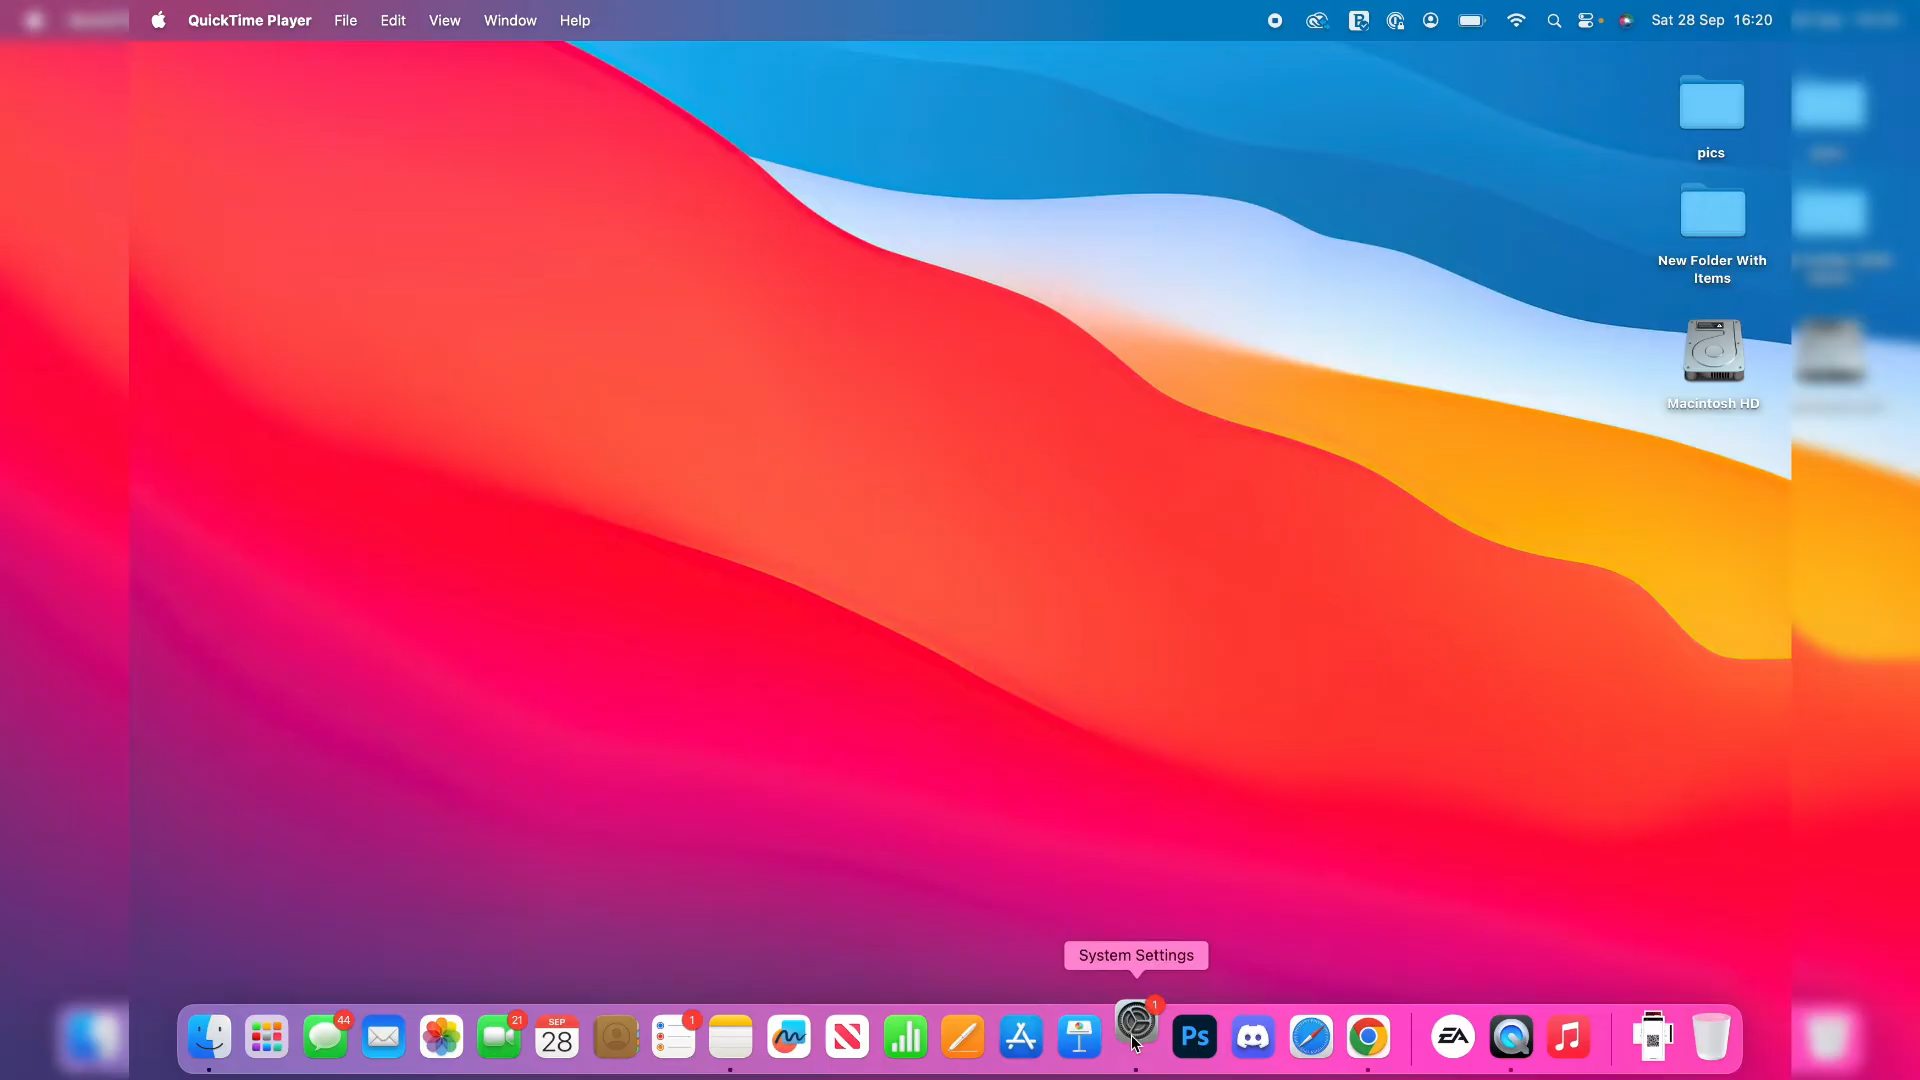 QuickTime Player File Edit View Window Help
Sat 28 Sep 16:20
pics
New Folder With
Items
Macintosh HD
System Settings
44
21
SEP
28
1
1
Ps
EA